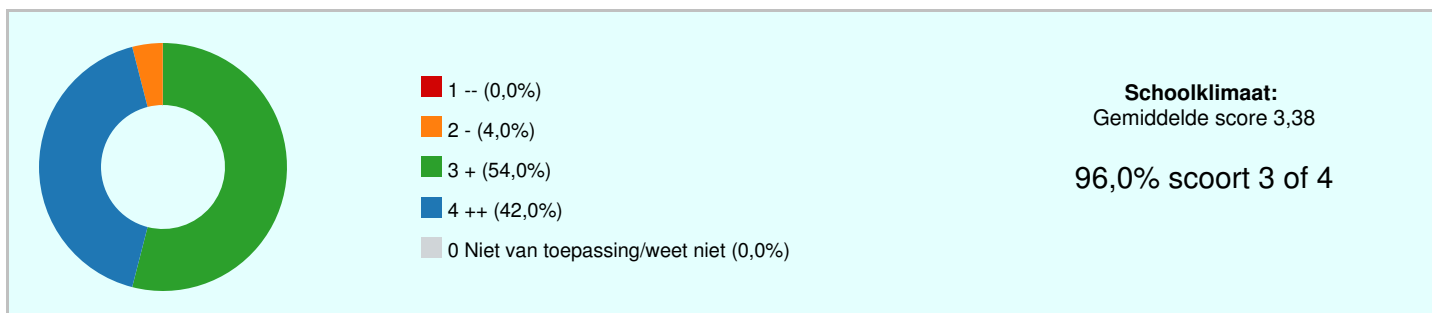 1 -- (0,0%)
2 - (4,0%)
3 + (54,0%)
4 ++ (42,0%)
0 Niet van toepassing/weet niet (0,0%)
Schoolklimaat:
Gemiddelde score 3,38
96,0% scoort 3 of 4